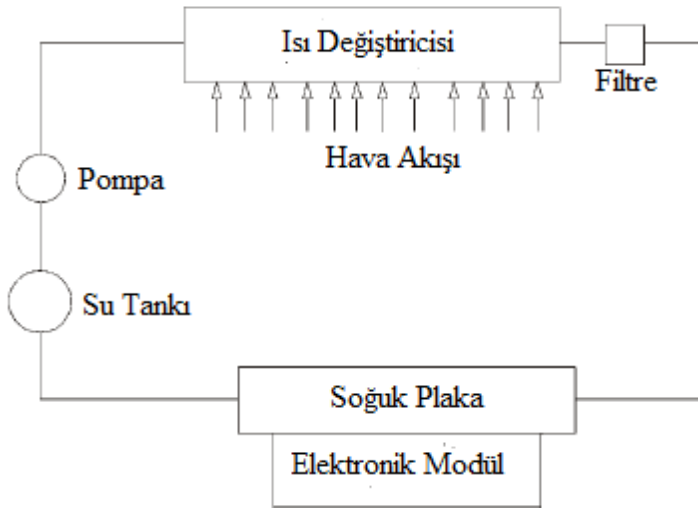 Isı Değiştiricisi
Filtre
Hava Akışı
Pompa
Su Tankı
Soğuk Plaka
Elektronik Modül